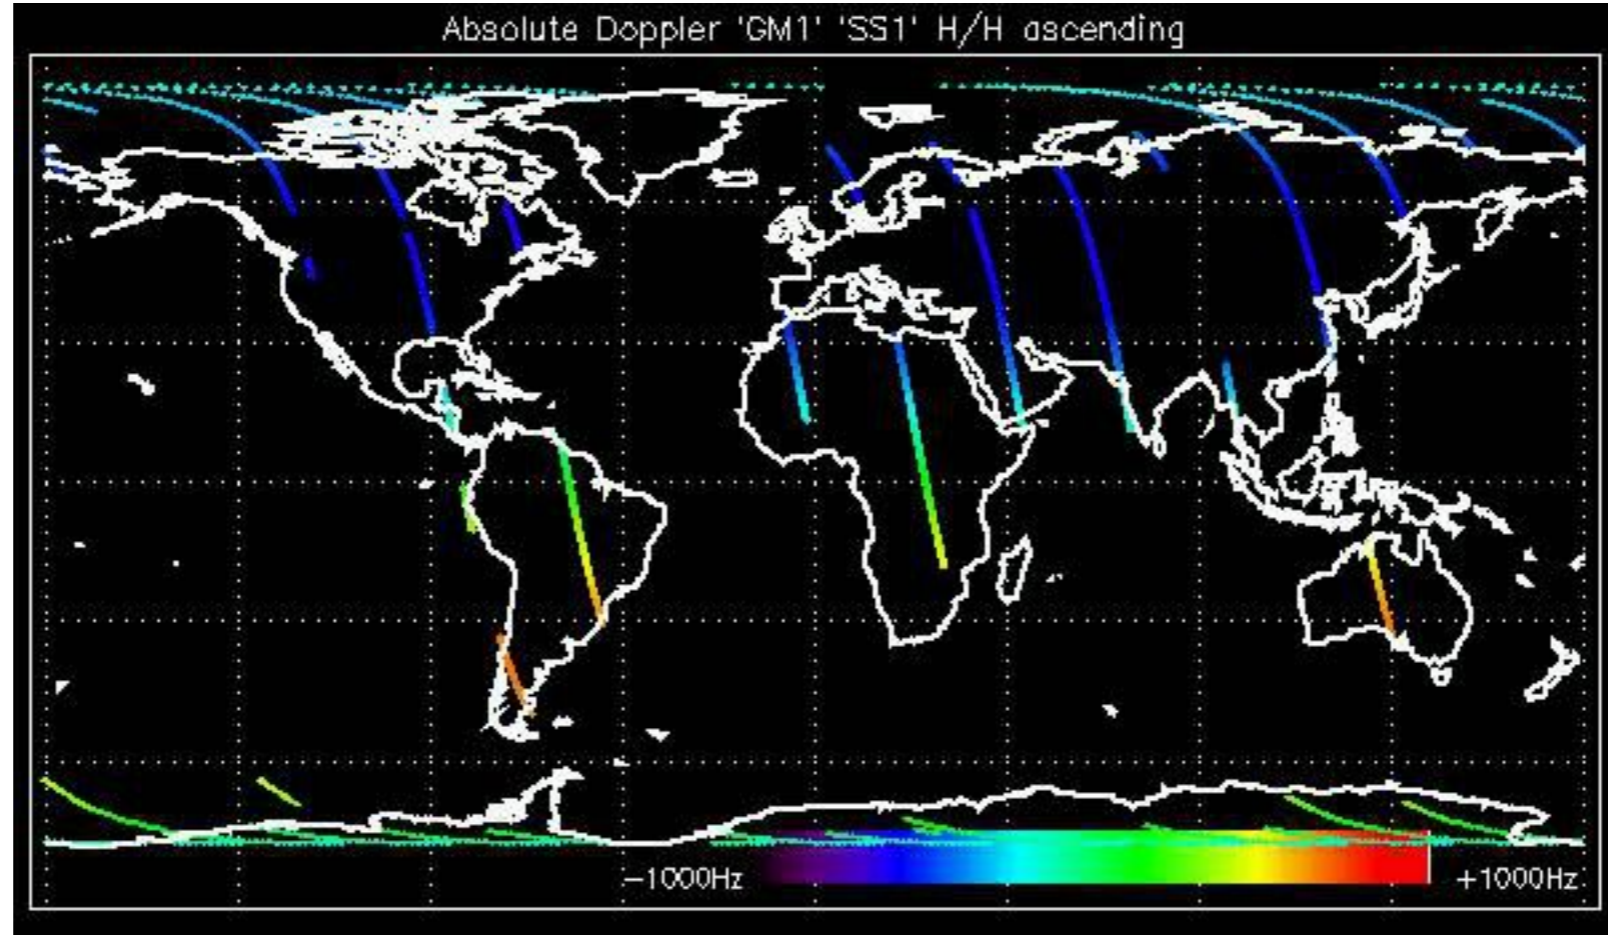 Absolute Doppler 'GM1' 'SS1' H/H ascending
−1000Hz
+1000Hz